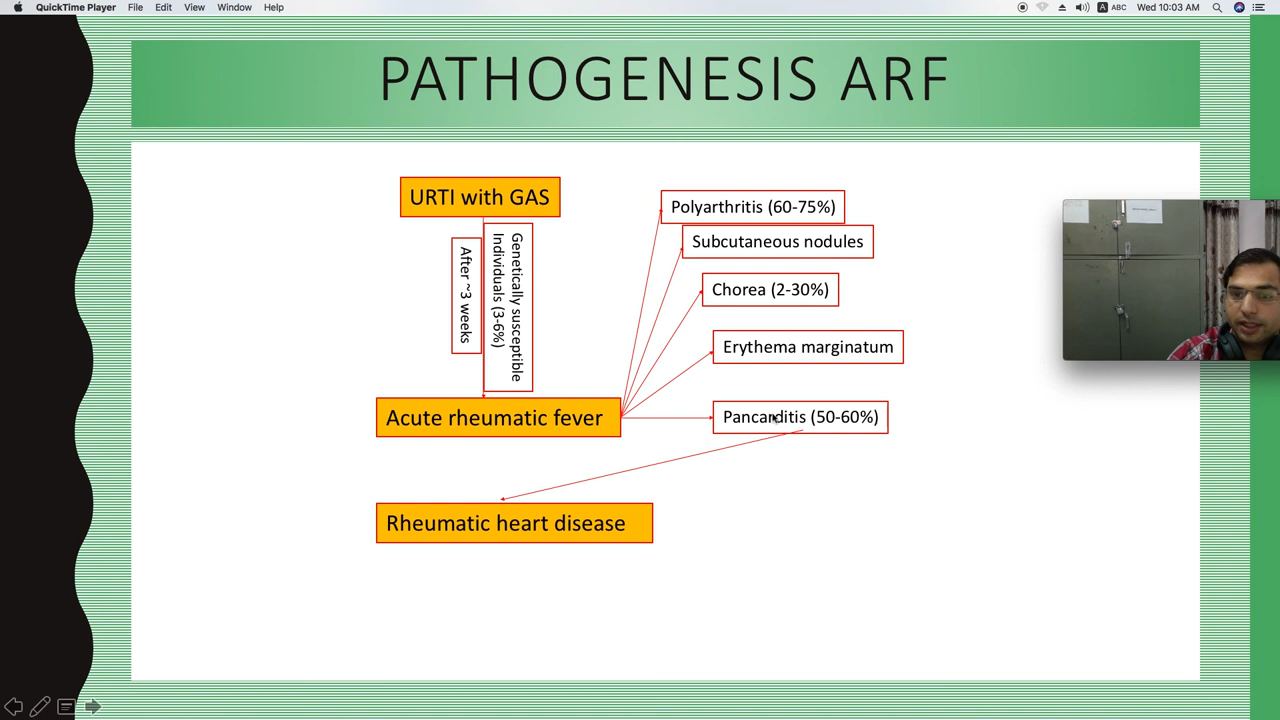 QuickTime Player File Edit View Window Help
A ABC Wed 10:03 AM
PATHOGENESIS ARF
URTI with GAS
After ~3 weeks
Genetically susceptible
Individuals (3-6%)
Acute rheumatic fever
Polyarthritis (60-75%)
Subcutaneous nodules
Chorea (2-30%)
Erythema marginatum
Pancarditis (50-60%)
Rheumatic heart disease